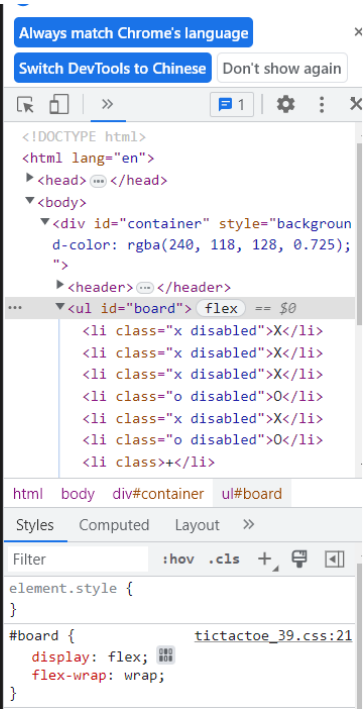 Always match Chrome's language
Switch DevTools to Chinese Don't show again
» 1
<!DOCTYPE html>
<html lang="en">
<head> … </head>
<body>
<div id="container" style="backgroun
d-color: rgba(240, 118, 128, 0.725);
">
<header> … </header>
… <ul id="board"> flex == $0
<li class="x disabled">X</li>
<li class="x disabled">X</li>
<li class="x disabled">X</li>
<li class="o disabled">O</li>
<li class="x disabled">X</li>
<li class="o disabled">O</li>
<li class>+</li>
html body div#container ul#board
Styles Computed Layout »
Filter :hov .cls +
element.style {
}
#board { tictactoe_39.css:21
display: flex;
flex-wrap: wrap;
}